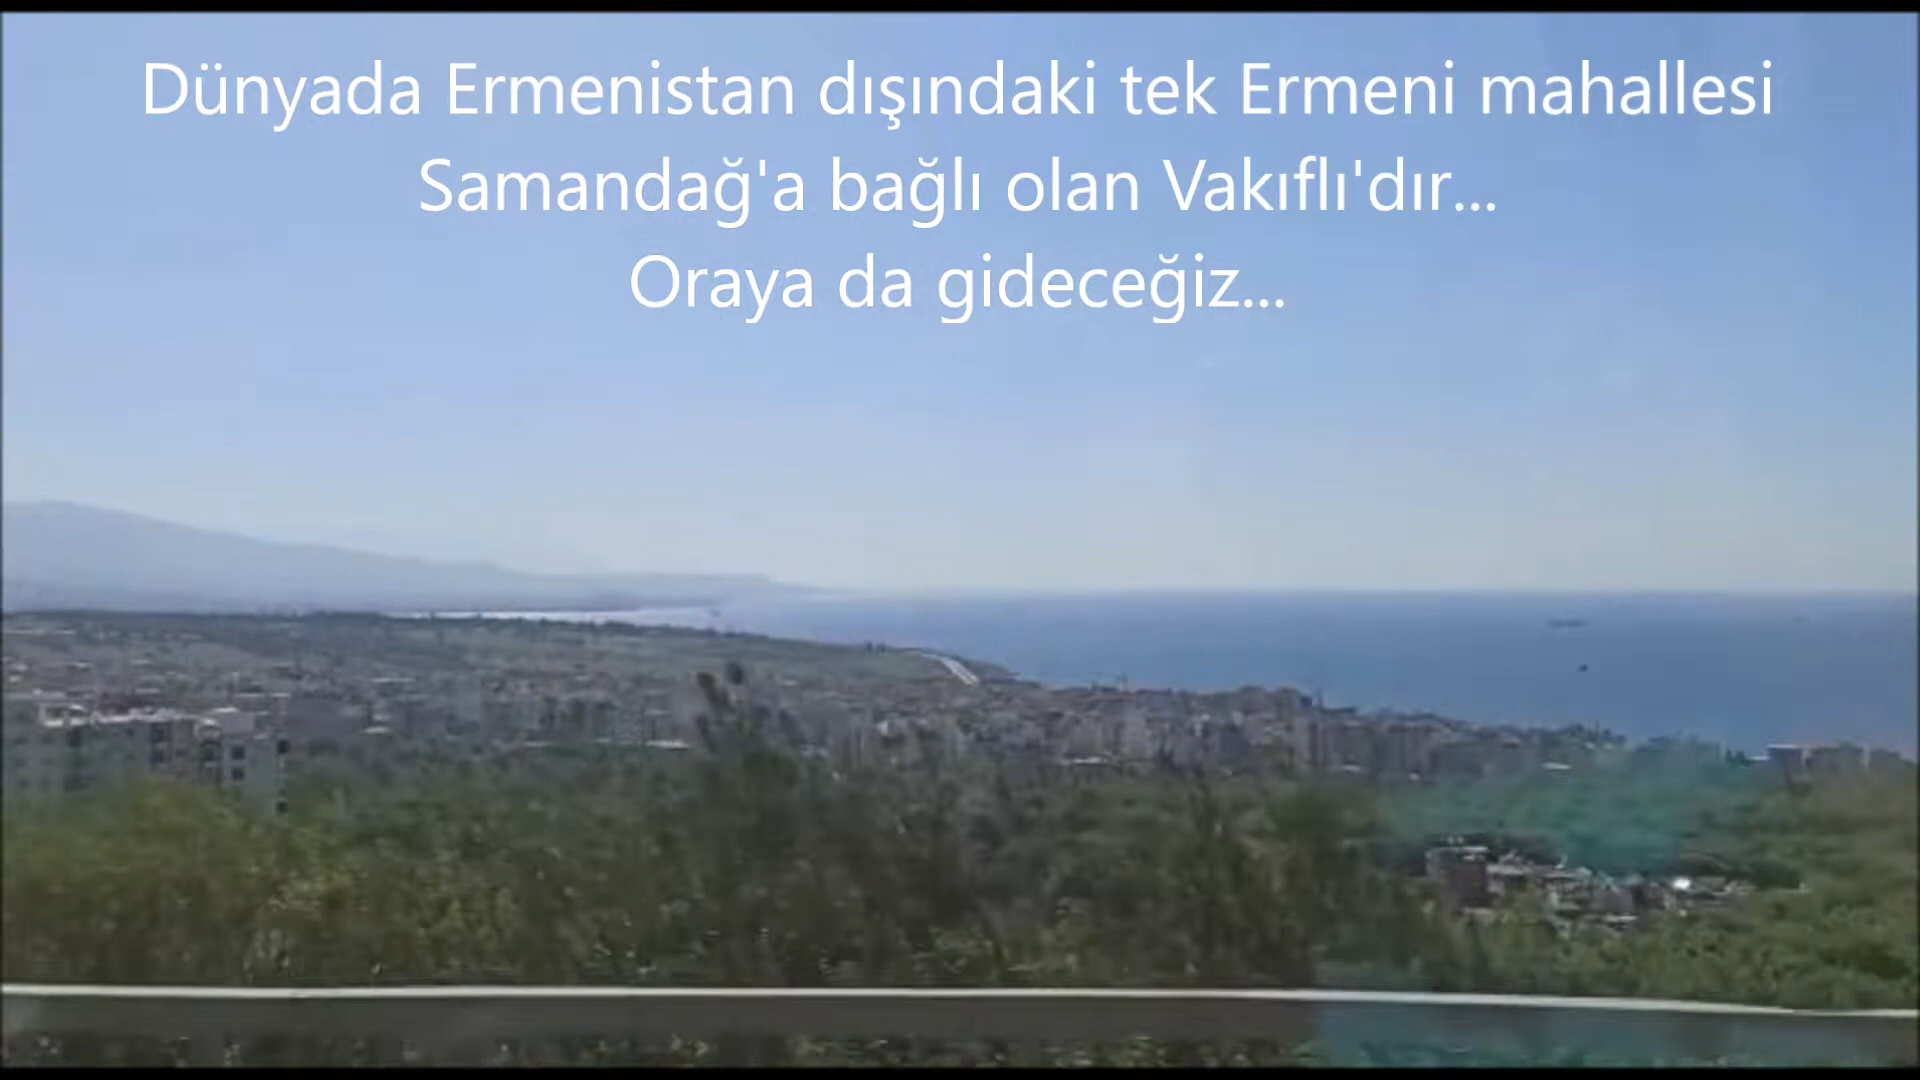 Dünyada Ermenistan dışındaki tek Ermeni mahallesi
Samandağ'a bağlı olan Vakıflı'dır...
Oraya da gideceğiz...